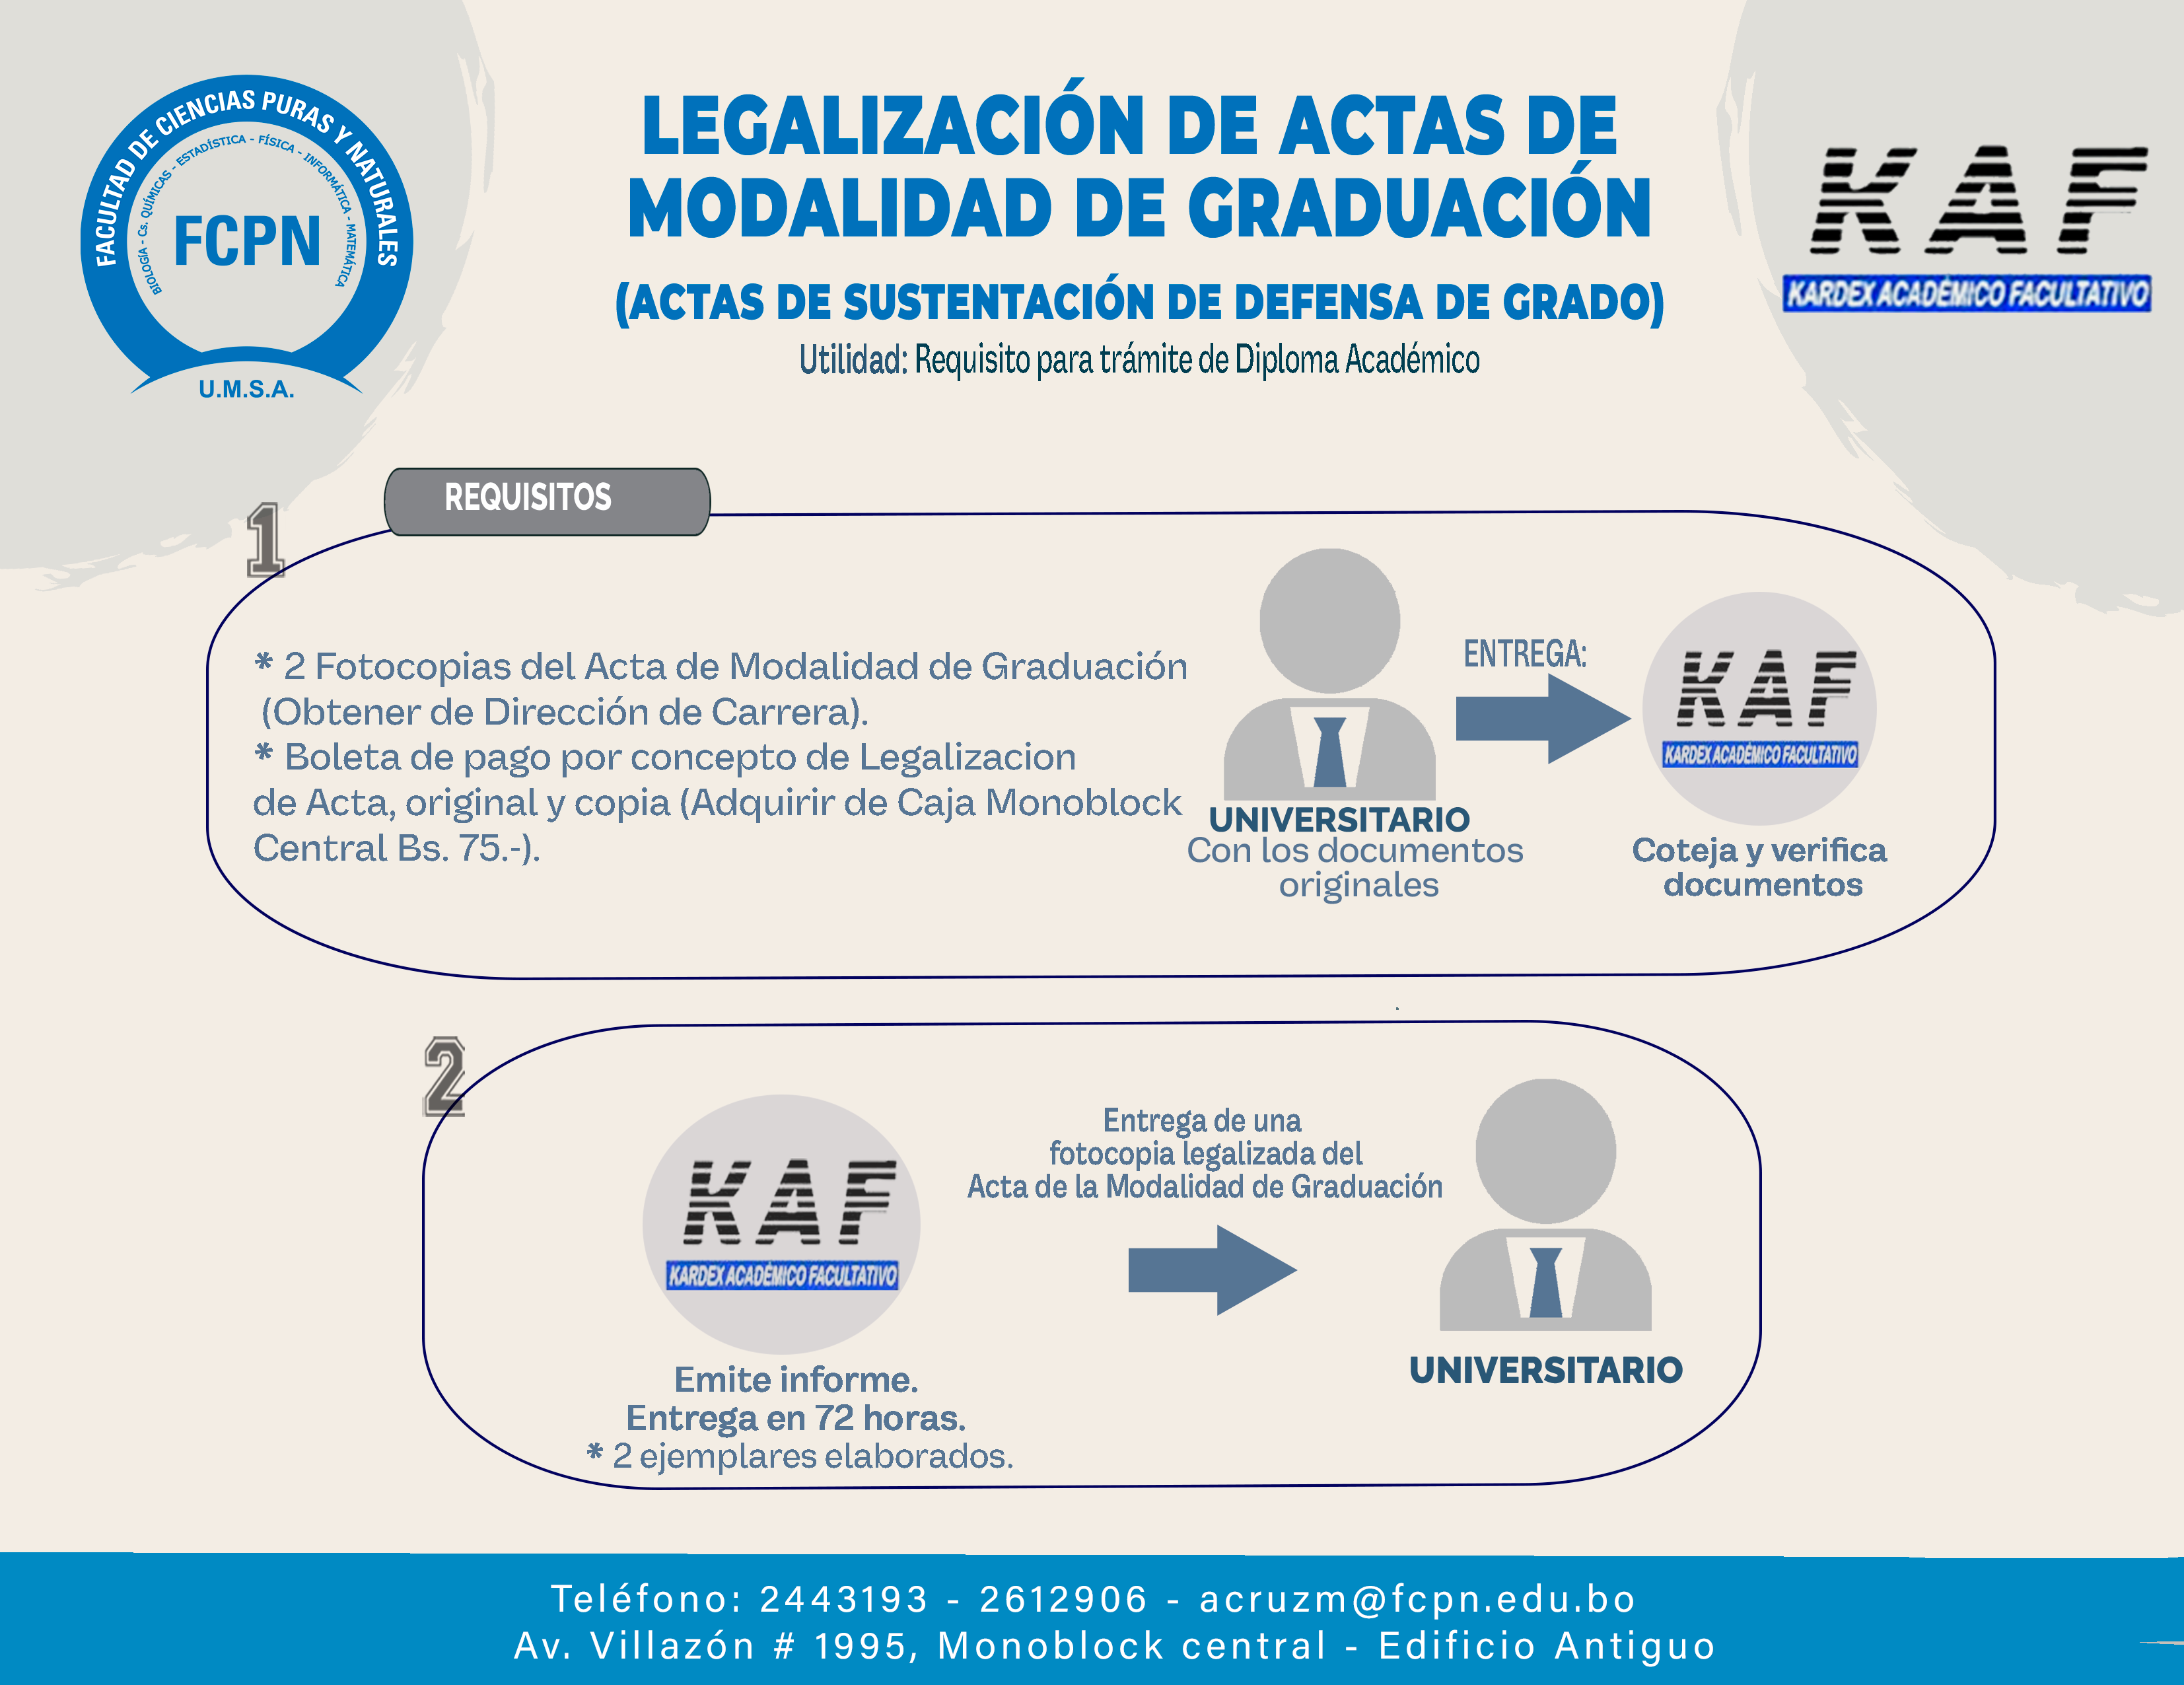 FACULTAD DE CIENCIAS PURAS Y NATURALES
BIOLOGÍA - Cs. QUÍMICAS - ESTADÍSTICA - FÍSICA - INFORMÁTICA - MATEMÁTICA
FCPN
U.M.S.A.
LEGALIZACIÓN DE ACTAS DE
MODALIDAD DE GRADUACIÓN
(ACTAS DE SUSTENTACIÓN DE DEFENSA DE GRADO)
Utilidad: Requisito para trámite de Diploma Académico
KAF
KARDEX ACADÉMICO FACULTATIVO
1
REQUISITOS
* 2 Fotocopias del Acta de Modalidad de Graduación
(Obtener de Dirección de Carrera).
* Boleta de pago por concepto de Legalizacion
de Acta, original y copia (Adquirir de Caja Monoblock
Central Bs. 75.-).
UNIVERSITARIO
Con los documentos
originales
ENTREGA:
KAF
KARDEX ACADÉMICO FACULTATIVO
Coteja y verifica
documentos
2
KAF
KARDEX ACADÉMICO FACULTATIVO
Emite informe.
Entrega en 72 horas.
* 2 ejemplares elaborados.
Entrega de una
fotocopia legalizada del
Acta de la Modalidad de Graduación
UNIVERSITARIO
Teléfono: 2443193 - 2612906 - acruzm@fcpn.edu.bo
Av. Villazón # 1995, Monoblock central - Edificio Antiguo